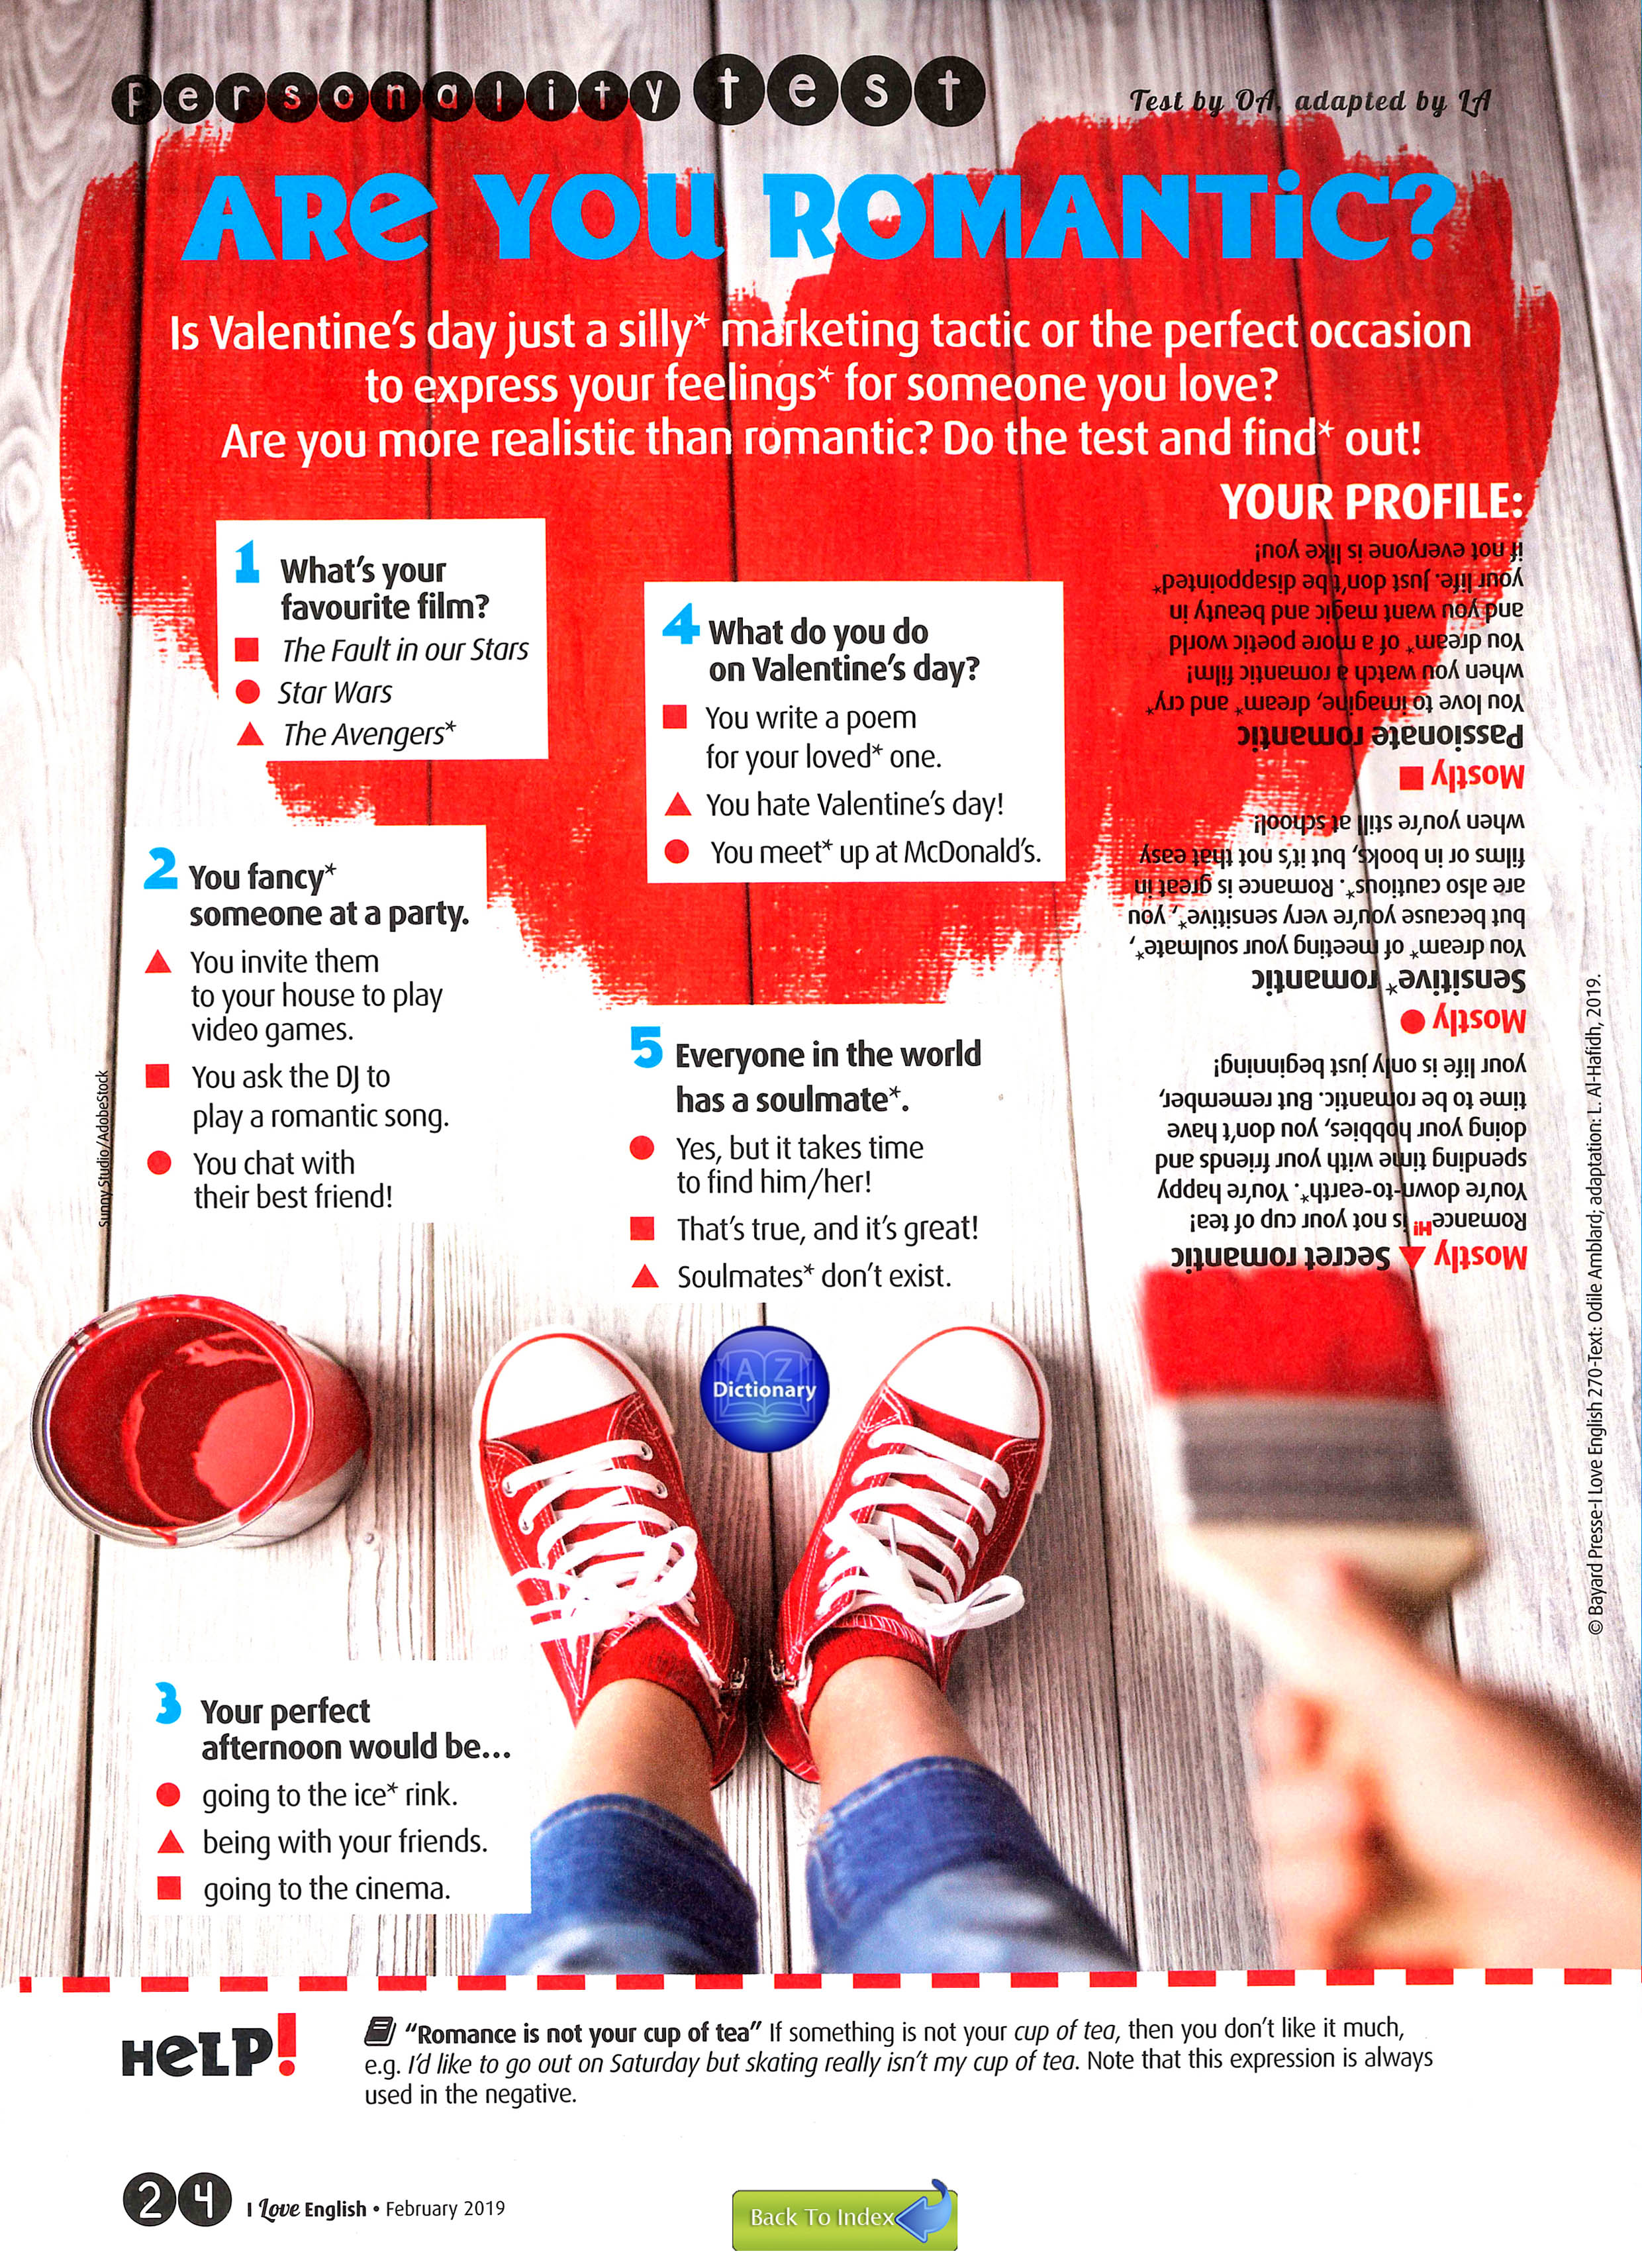 personality test
Test by OA, adapted by LA
ARe YOU ROMANTiC?
Is Valentine's day just a silly* marketing tactic or the perfect occasion
to express your feelings* for someone you love?
Are you more realistic than romantic? Do the test and find* out!
1 What's your
favourite film?
■ The Fault in our Stars
● Star Wars
▲ The Avengers*
2 You fancy*
someone at a party.
▲ You invite them
to your house to play
video games.
■ You ask the DJ to
play a romantic song.
● You chat with
their best friend!
3 Your perfect
afternoon would be...
● going to the ice* rink.
▲ being with your friends.
■ going to the cinema.
4 What do you do
on Valentine's day?
■ You write a poem
for your loved* one.
▲ You hate Valentine's day!
● You meet* up at McDonald's.
5 Everyone in the world
has a soulmate*.
● Yes, but it takes time
to find him/her!
■ That's true, and it's great!
▲ Soulmates* don't exist.
YOUR PROFILE:
Mostly ▲ Secret romantic
Romance Hi! is not your cup of tea!
You're down-to-earth*. You're happy
spending time with your friends and
doing your hobbies, you don't have
time to be romantic. But remember,
your life is only just beginning!
Mostly ●
Sensitive* romantic
You dream* of meeting your soulmate*,
but because you're very sensitive*, you
are also cautious*. Romance is great in
films or in books, but it's not that easy
when you're still at school!
Mostly ■
Passionate romantic
You love to imagine, dream* and cry*
when you watch a romantic film!
You dream* of a more poetic world
and you want magic and beauty in
your life. Just don't be disappointed*
if not everyone is like you!
Sunny Studio/AdobeStock
© Bayard Presse-I Love English 270-Text: Odile Amblard; adaptation: L. Al-Hafidh, 2019.
A Z
Dictionary
HeLP!
"Romance is not your cup of tea" If something is not your cup of tea, then you don't like it much,
e.g. I'd like to go out on Saturday but skating really isn't my cup of tea. Note that this expression is always
used in the negative.
24 I Love English • February 2019
Back To Index